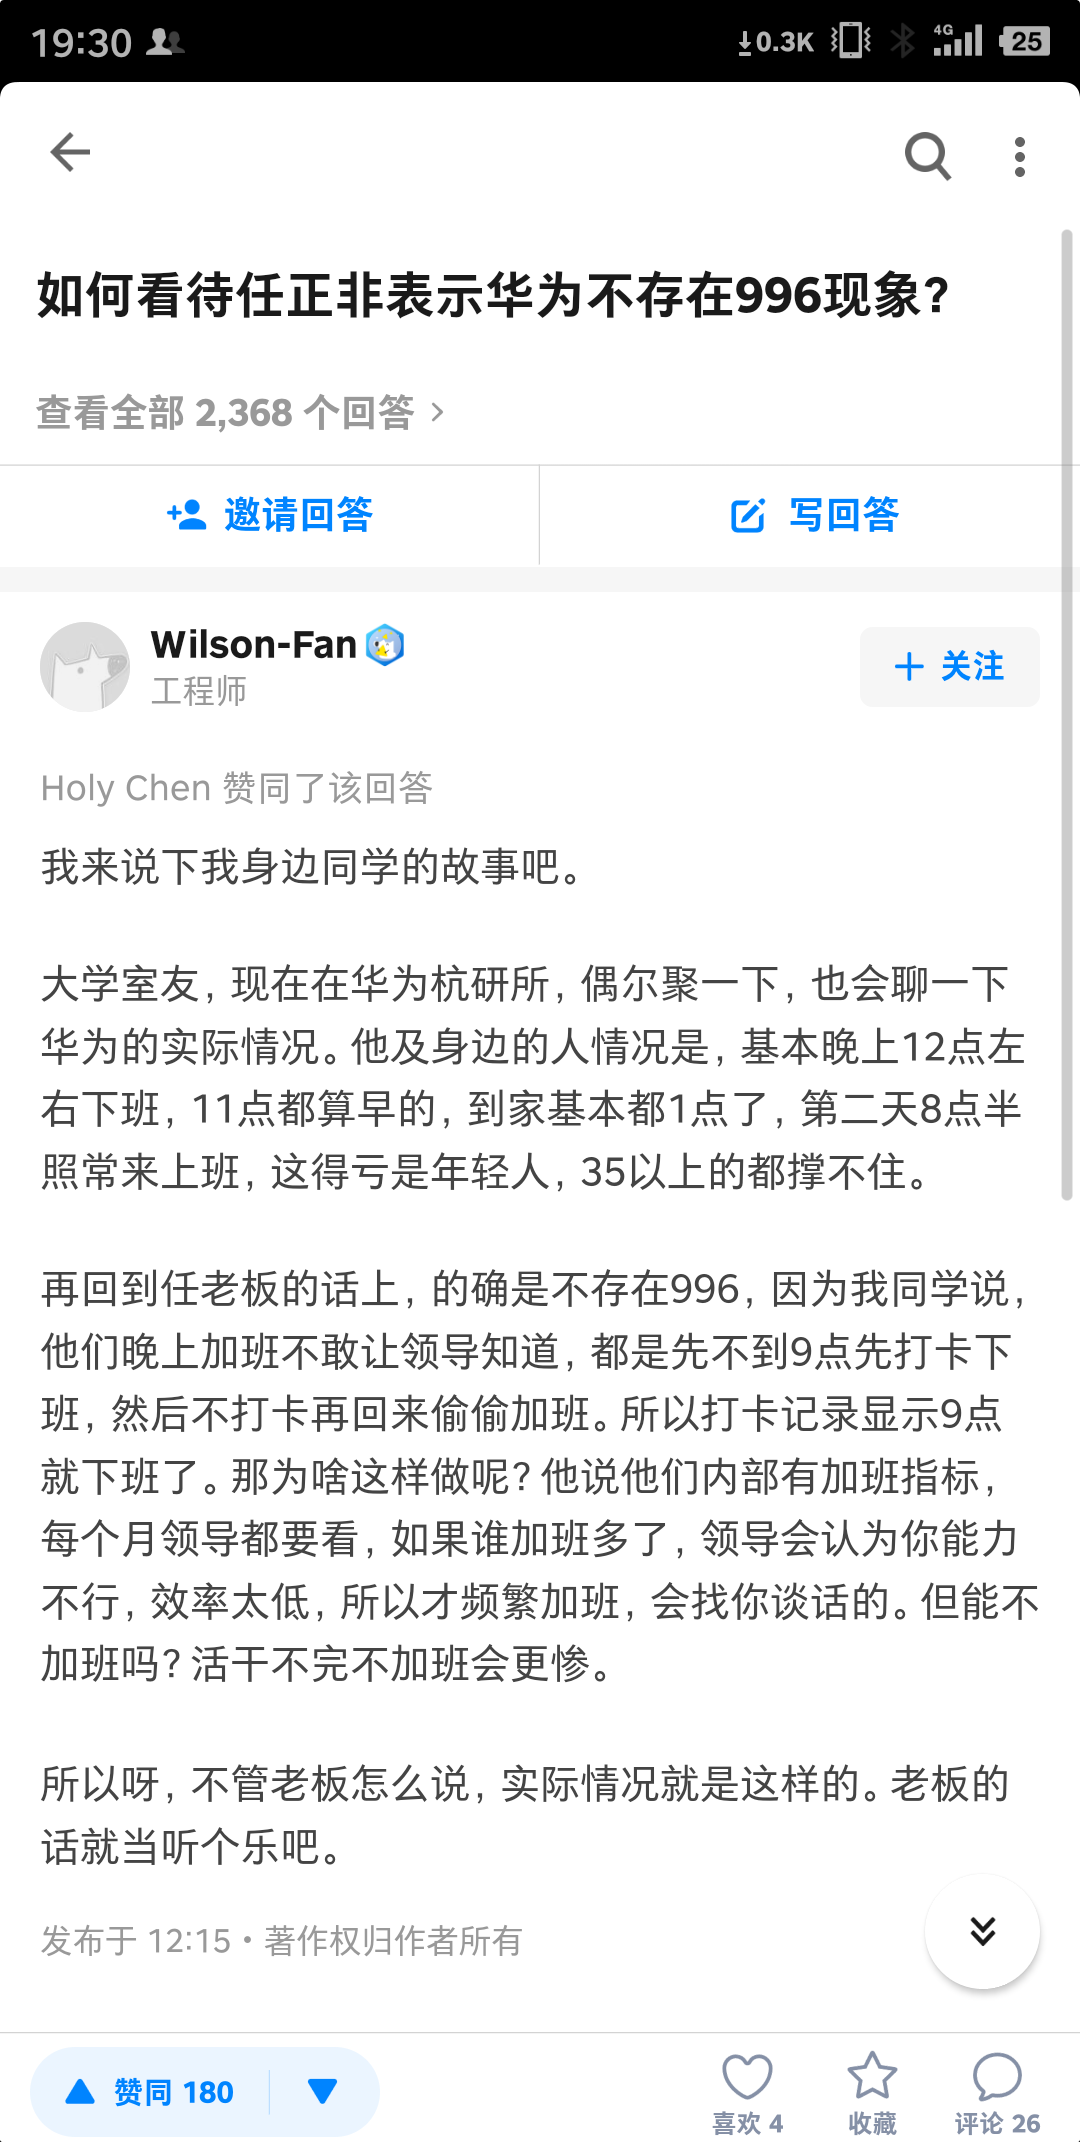 19:30
0.3K
4G
25
如何看待任正非表示华为不存在996现象?
查看全部 2,368 个回答 >
邀请回答
写回答
Wilson-Fan
工程师
+ 关注
Holy Chen 赞同了该回答
我来说下我身边同学的故事吧。
大学室友，现在在华为杭研所，偶尔聚一下，也会聊一下
华为的实际情况。他及身边的人情况是，基本晚上12点左
右下班，11点都算早的，到家基本都1点了，第二天8点半
照常来上班，这得亏是年轻人，35以上的都撑不住。
再回到任老板的话上，的确是不存在996，因为我同学说，
他们晚上加班不敢让领导知道，都是先不到9点先打卡下
班，然后不打卡再回来偷偷加班。所以打卡记录显示9点
就下班了。那为啥这样做呢？他说他们内部有加班指标，
每个月领导都要看，如果谁加班多了，领导会认为你能力
不行，效率太低，所以才频繁加班，会找你谈话的。但能不
加班吗？活干不完不加班会更惨。
所以呀，不管老板怎么说，实际情况就是这样的。老板的
话就当听个乐吧。
发布于 12:15 · 著作权归作者所有
赞同 180
喜欢 4
收藏
评论 26